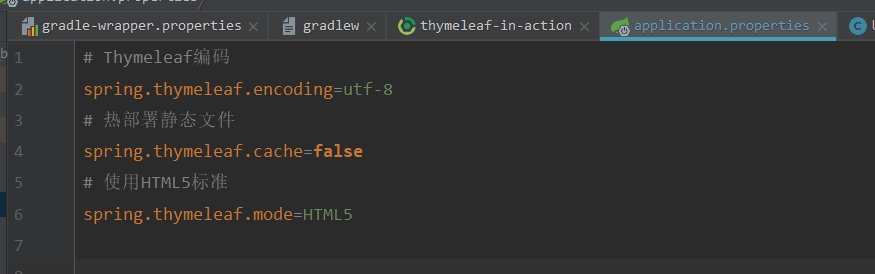 application.properties
gradle-wrapper.properties gradlew thymeleaf-in-action application.properties
1 # Thymeleaf编码
2 spring.thymeleaf.encoding=utf-8
3 # 热部署静态文件
4 spring.thymeleaf.cache=false
5 # 使用HTML5标准
6 spring.thymeleaf.mode=HTML5
7